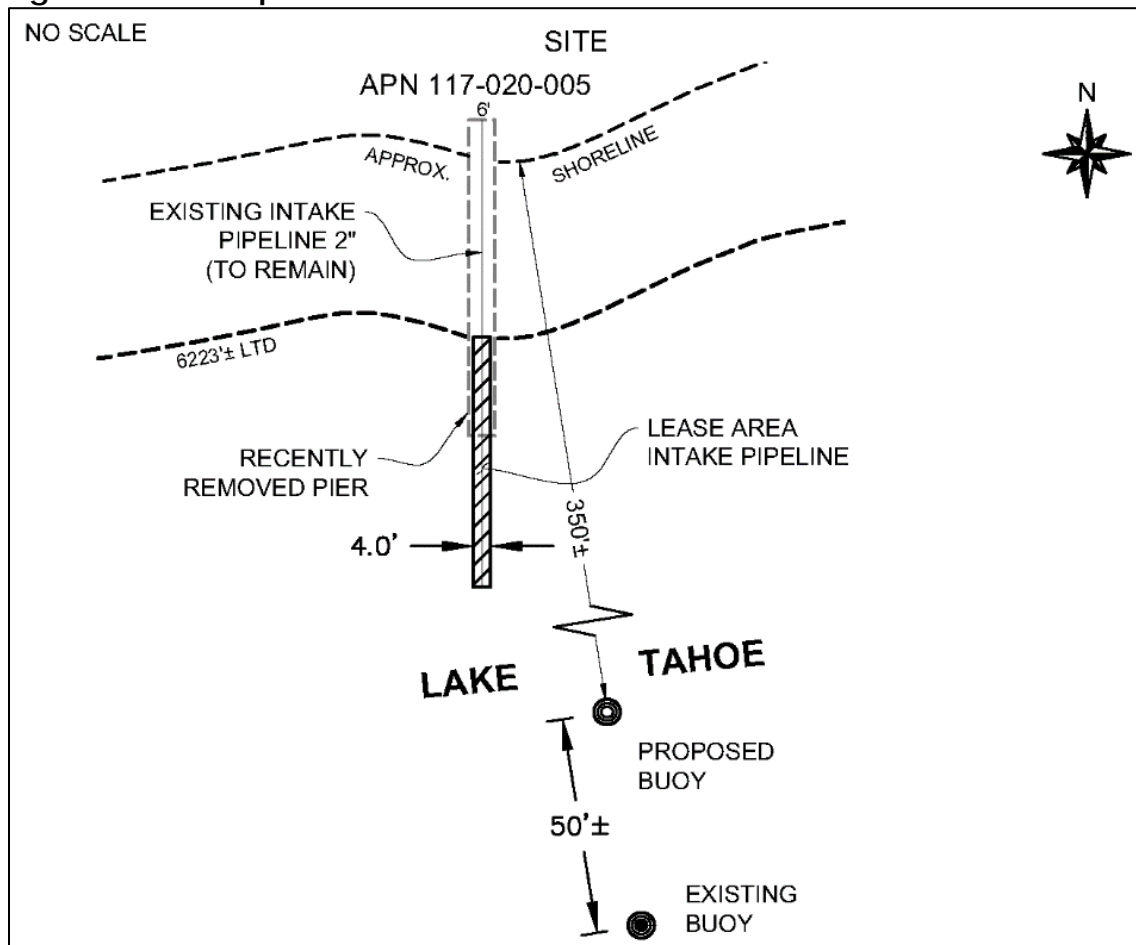 NO SCALE
SITE
APN 117-020-005
6'
APPROX.
SHORELINE
N
EXISTING INTAKE
PIPELINE 2"
(TO REMAIN)
6223'± LTD
RECENTLY
REMOVED PIER
LEASE AREA
INTAKE PIPELINE
350'±
4.0'
LAKE TAHOE
PROPOSED
BUOY
50'±
EXISTING
BUOY